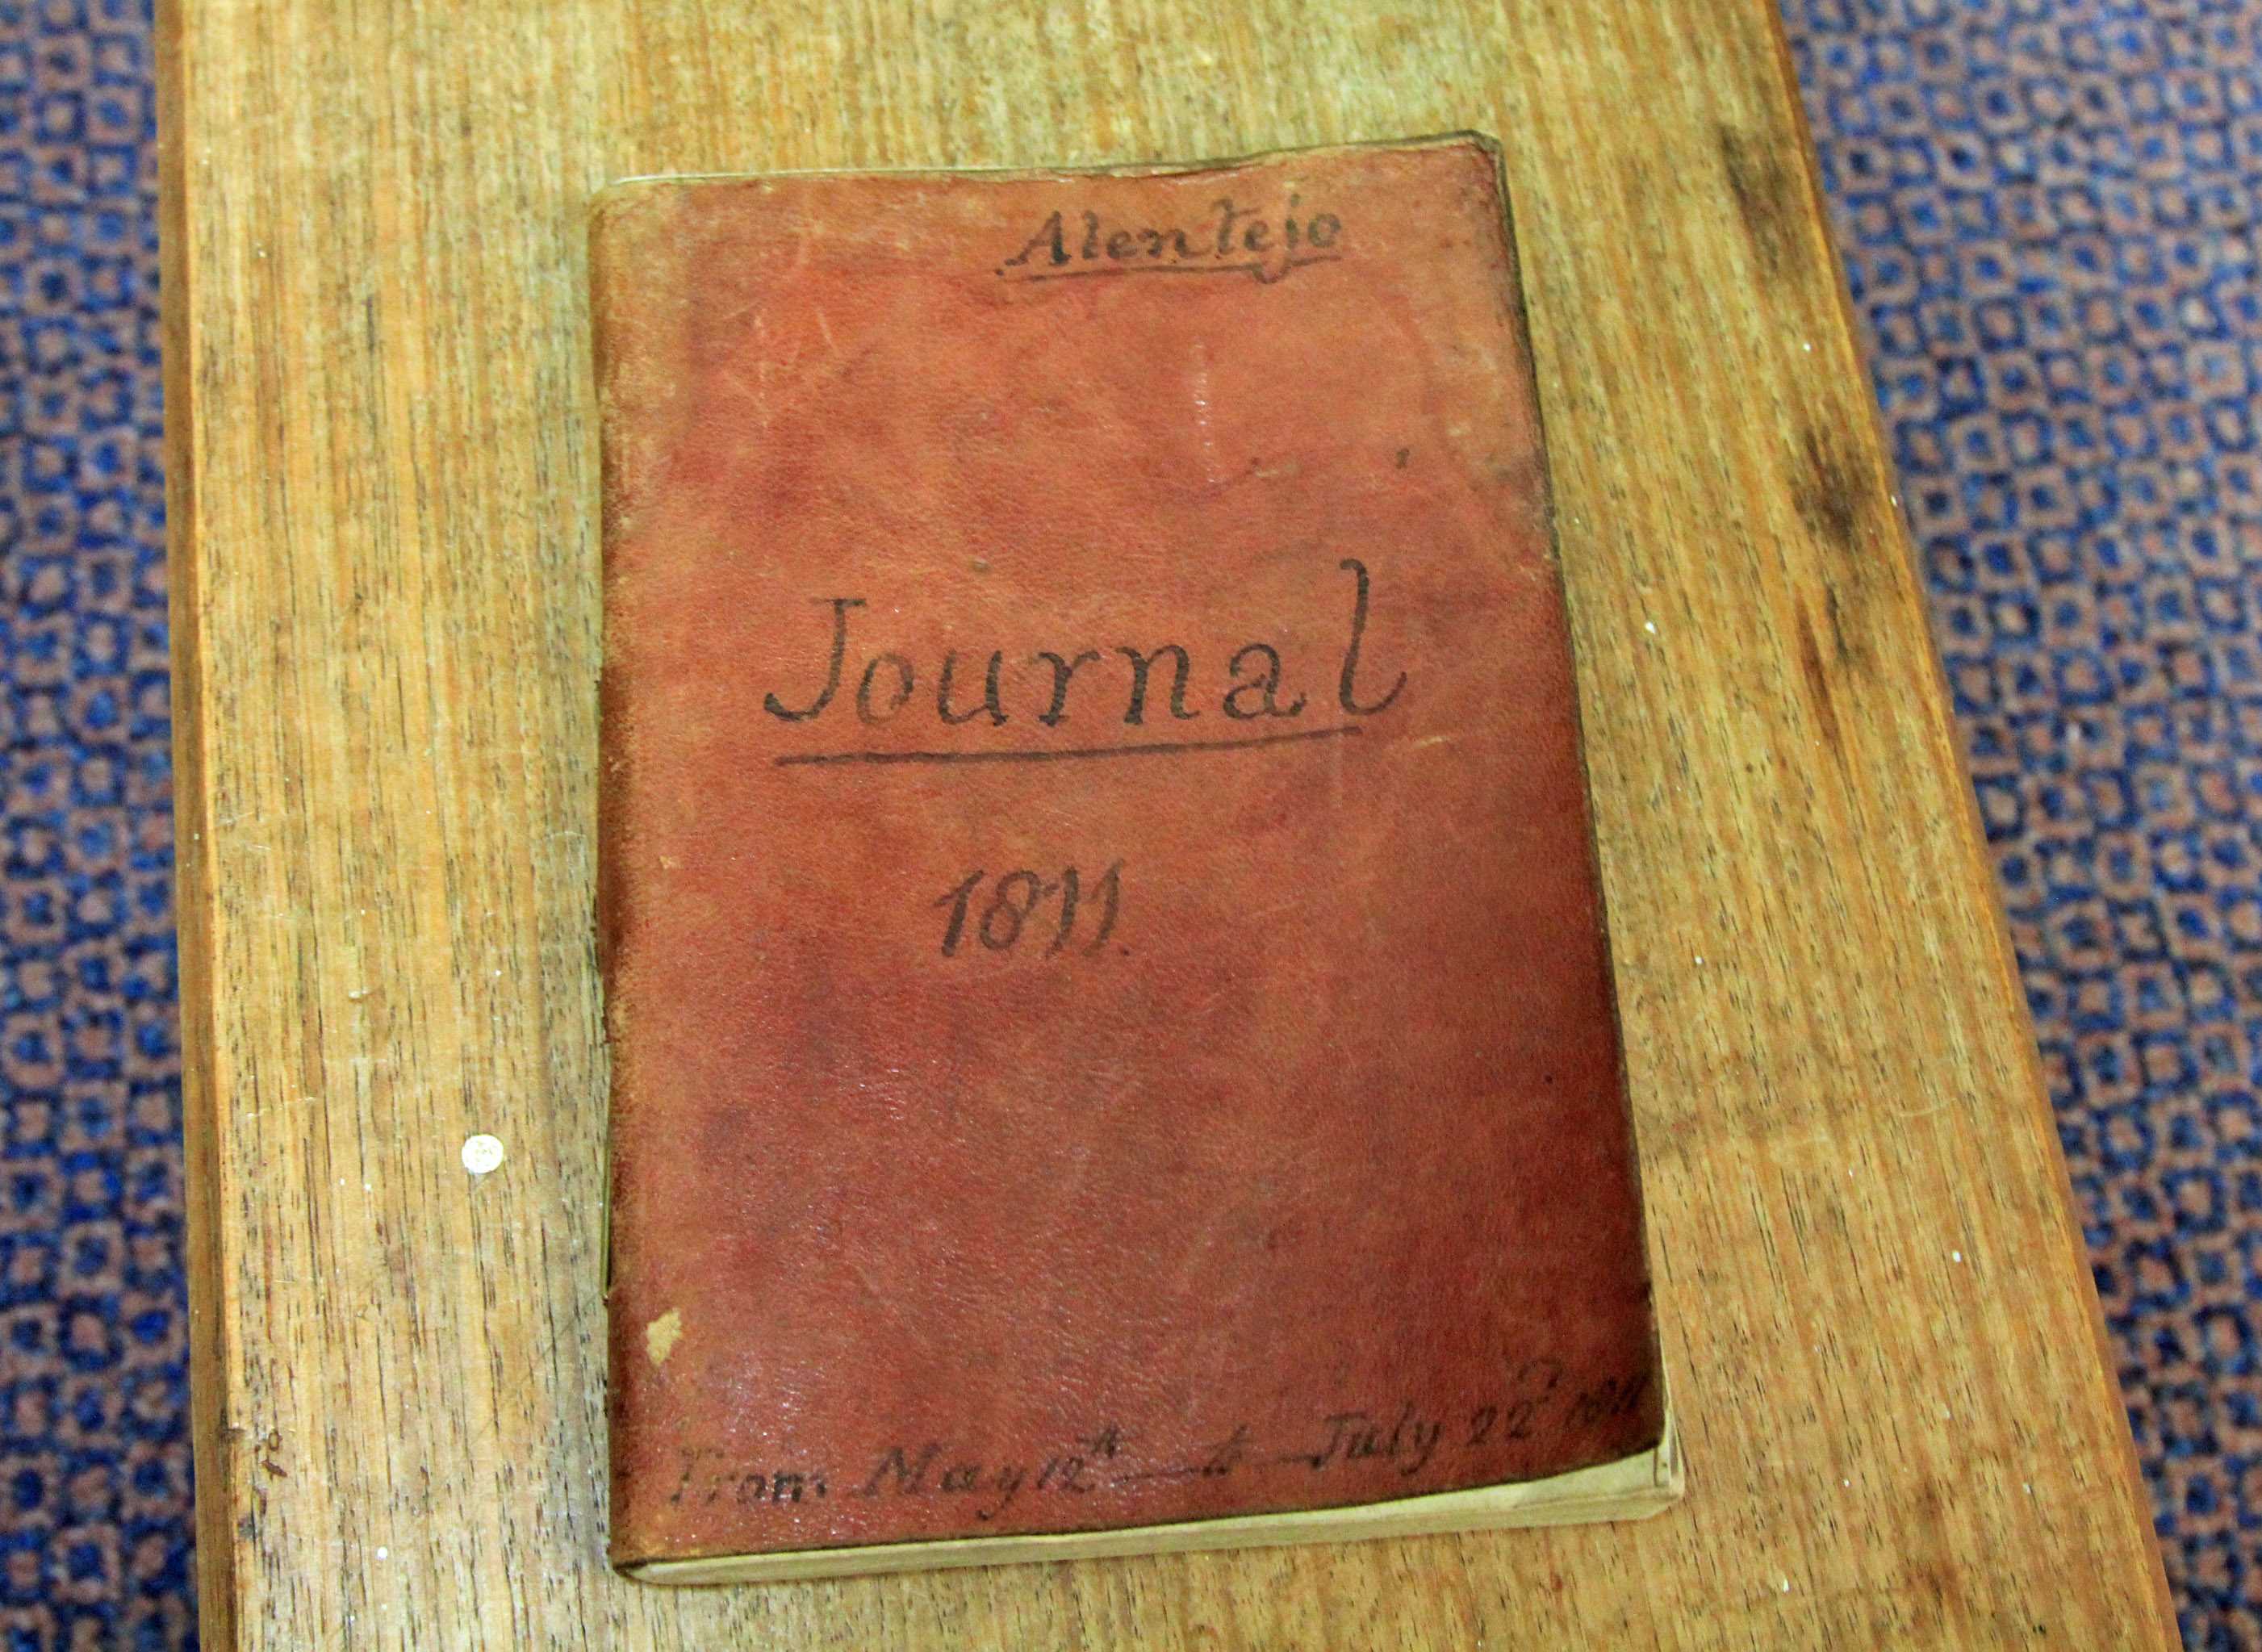 Alentejo
Journal
1811.
From May 12th — to — July 22d 1811